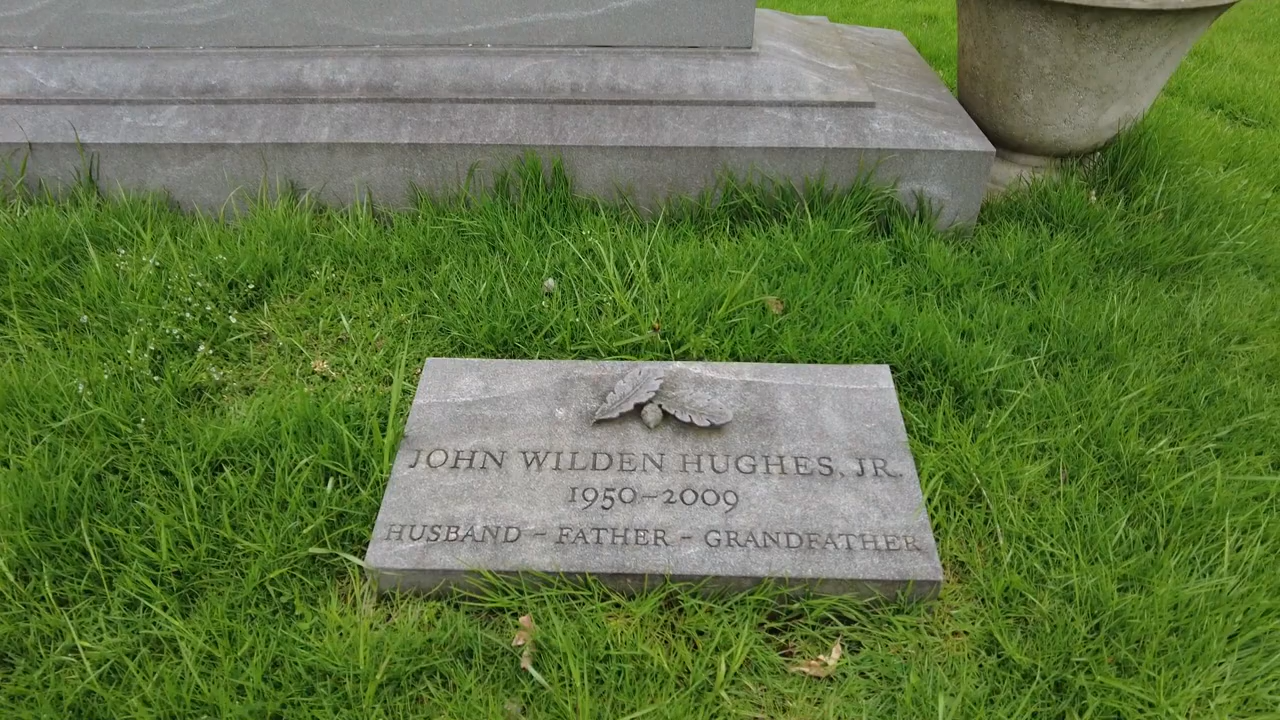 JOHN WILDEN HUGHES, JR.
1950–2009
HUSBAND – FATHER – GRANDFATHER